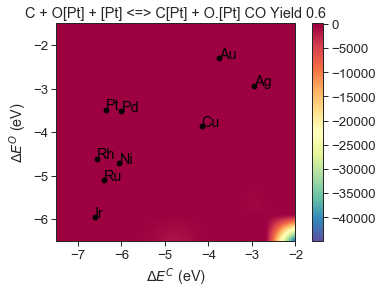 C + O[Pt] + [Pt] <=> C[Pt] + O.[Pt] CO Yield 0.6
−2
−3
−4
−5
−6
−7
−6
−5
−4
−3
−2
ΔE^O (eV)
ΔE^C (eV)
Au
Ag
Pt
Pd
Cu
Rh
Ni
Ru
Ir
0
−5000
−10000
−15000
−20000
−25000
−30000
−35000
−40000